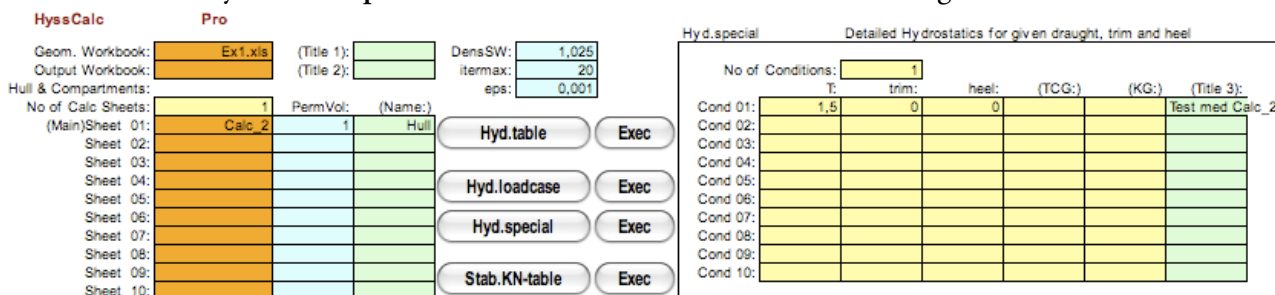 HyssCalc Pro
Geom. Workbook: Ex1.xls (Title 1): DensSW: 1,025
Output Workbook: (Title 2): itermax: 20
Hull & Compartments: eps: 0,001
No of Calc Sheets: 1 PermVol: (Name:)
(Main)Sheet 01: Calc_2 1 Hull
Sheet 02:
Sheet 03:
Sheet 04:
Sheet 05:
Sheet 06:
Sheet 07:
Sheet 08:
Sheet 09:
Sheet 10:
Hyd.table Exec
Hyd.loadcase Exec
Hyd.special Exec
Stab.KN-table Exec
Hyd.special Detailed Hydrostatics for given draught, trim and heel
No of Conditions: 1
T: trim: heel: (TCG:) (KG:) (Title 3):
Cond 01: 1,5 0 0 Test med Calc_2
Cond 02:
Cond 03:
Cond 04:
Cond 05:
Cond 06:
Cond 07:
Cond 08:
Cond 09:
Cond 10: